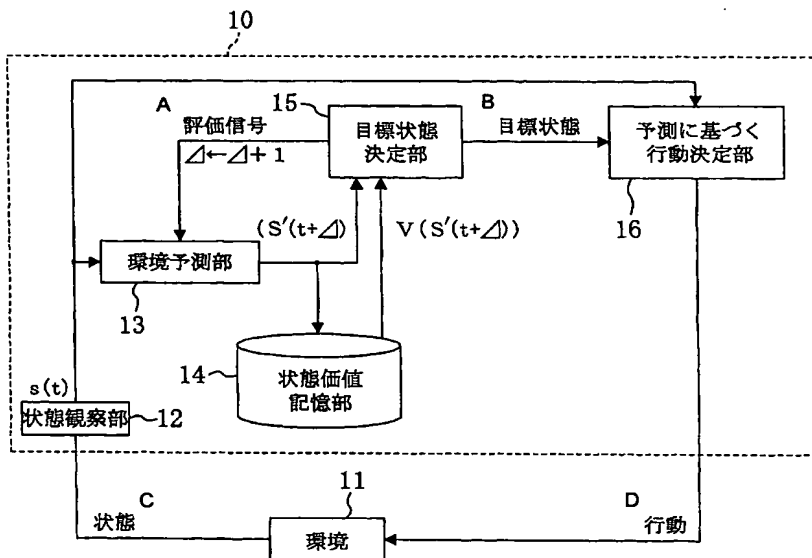 10
A
評価信号
⊿←⊿+1
15
目標状態
決定部
B
目標状態
予測に基づく
行動決定部
16
(S′(t+⊿)
V(S′(t+⊿))
環境予測部
13
14
状態価値
記憶部
s(t)
状態観察部
12
C
状態
11
環境
D
行動